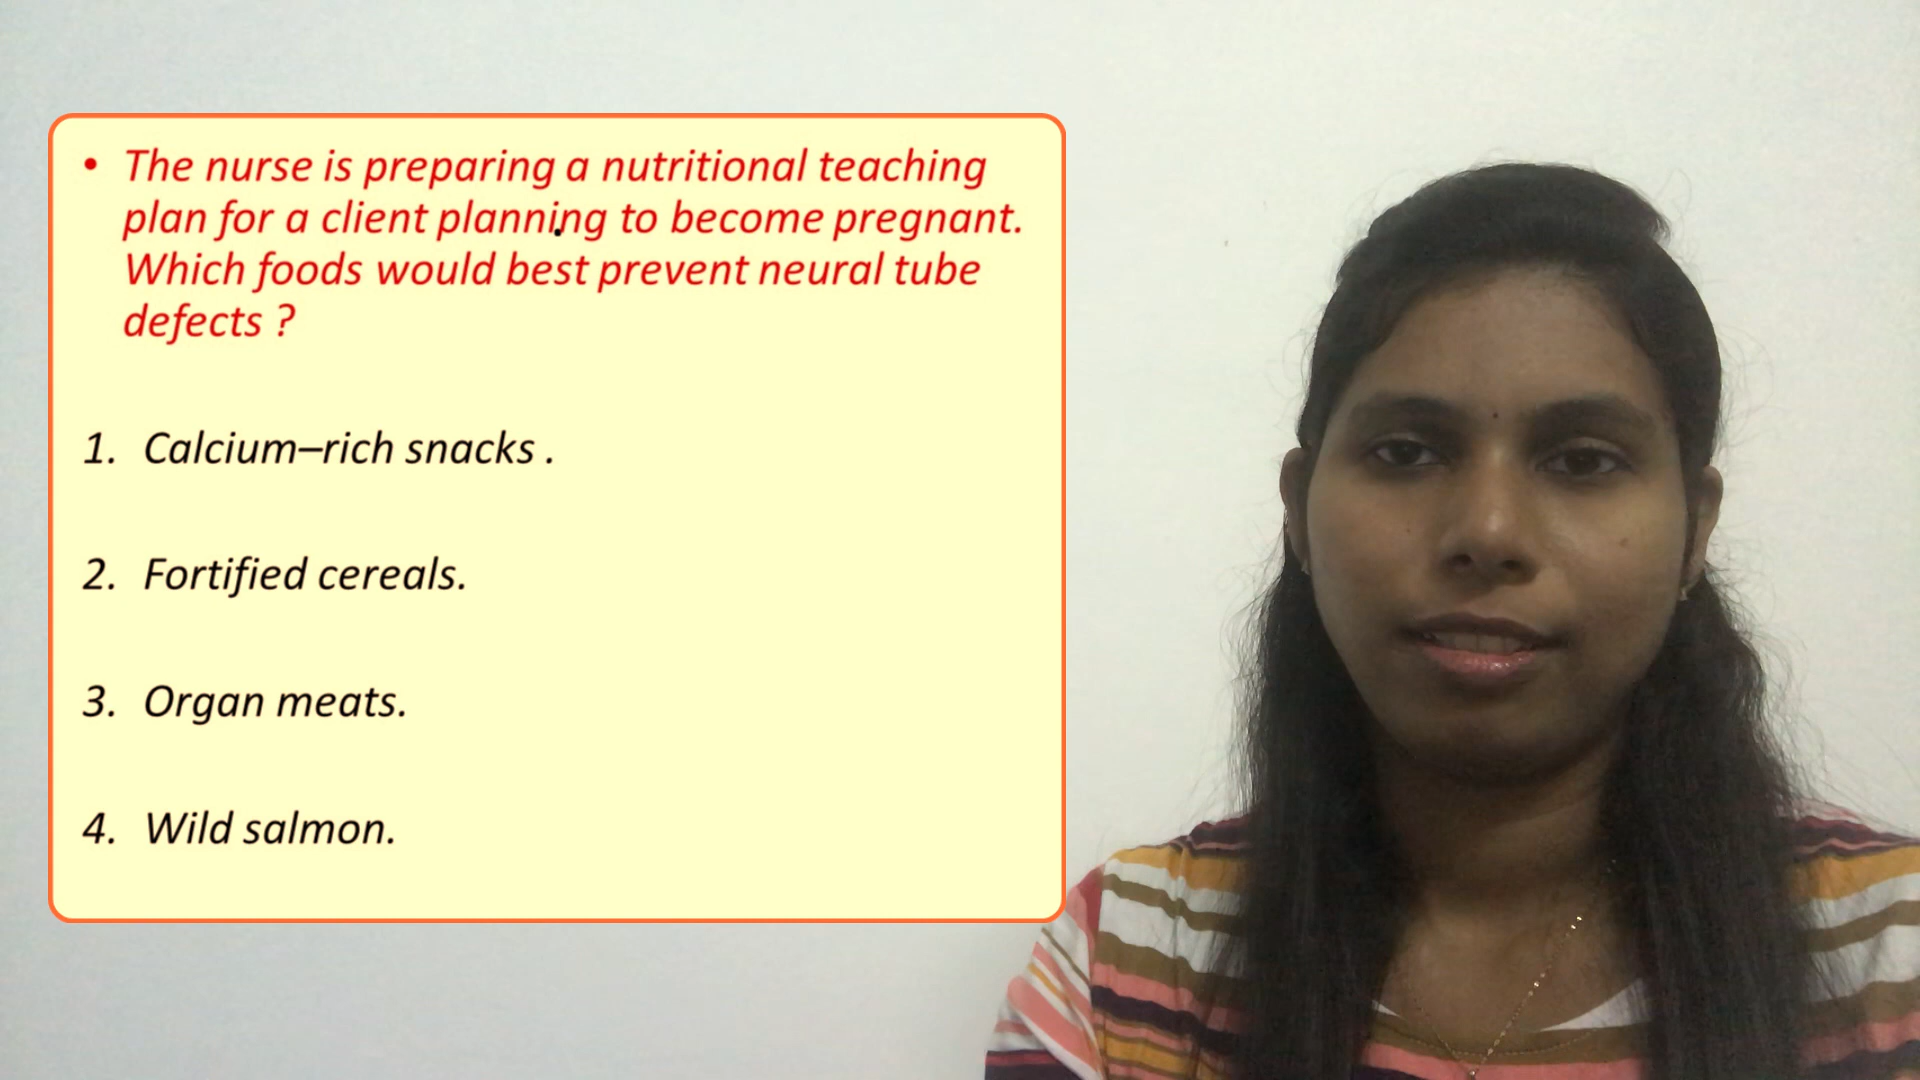 • The nurse is preparing a nutritional teaching
plan for a client planning to become pregnant.
Which foods would best prevent neural tube
defects ?
1. Calcium–rich snacks .
2. Fortified cereals.
3. Organ meats.
4. Wild salmon.